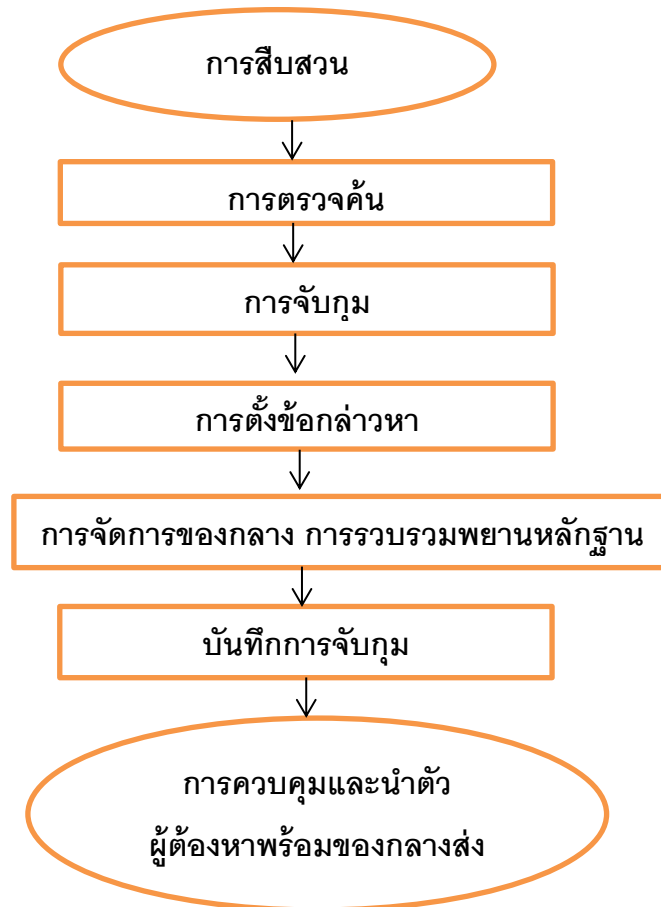 การสืบสวน
การตรวจค้น
การจับกุม
การตั้งข้อกล่าวหา
การจัดการของกลาง การรวบรวมพยานหลักฐาน
บันทึกการจับกุม
การควบคุมและนำตัว
ผู้ต้องหาพร้อมของกลางส่ง